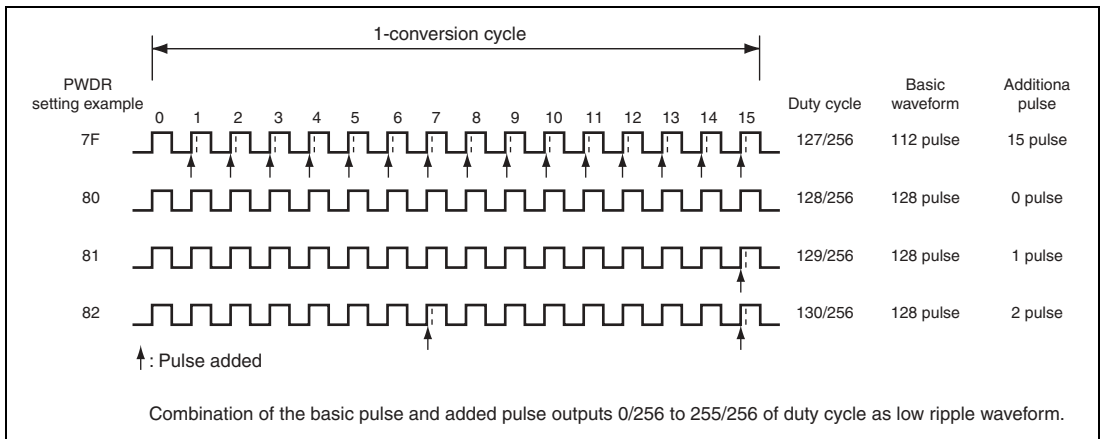 1-conversion cycle
PWDR
setting example
Duty cycle
Basic
waveform
Additiona
pulse
0 1 2 3 4 5 6 7 8 9 10 11 12 13 14 15
7F 127/256 112 pulse 15 pulse
80 128/256 128 pulse 0 pulse
81 129/256 128 pulse 1 pulse
82 130/256 128 pulse 2 pulse
: Pulse added
Combination of the basic pulse and added pulse outputs 0/256 to 255/256 of duty cycle as low ripple waveform.